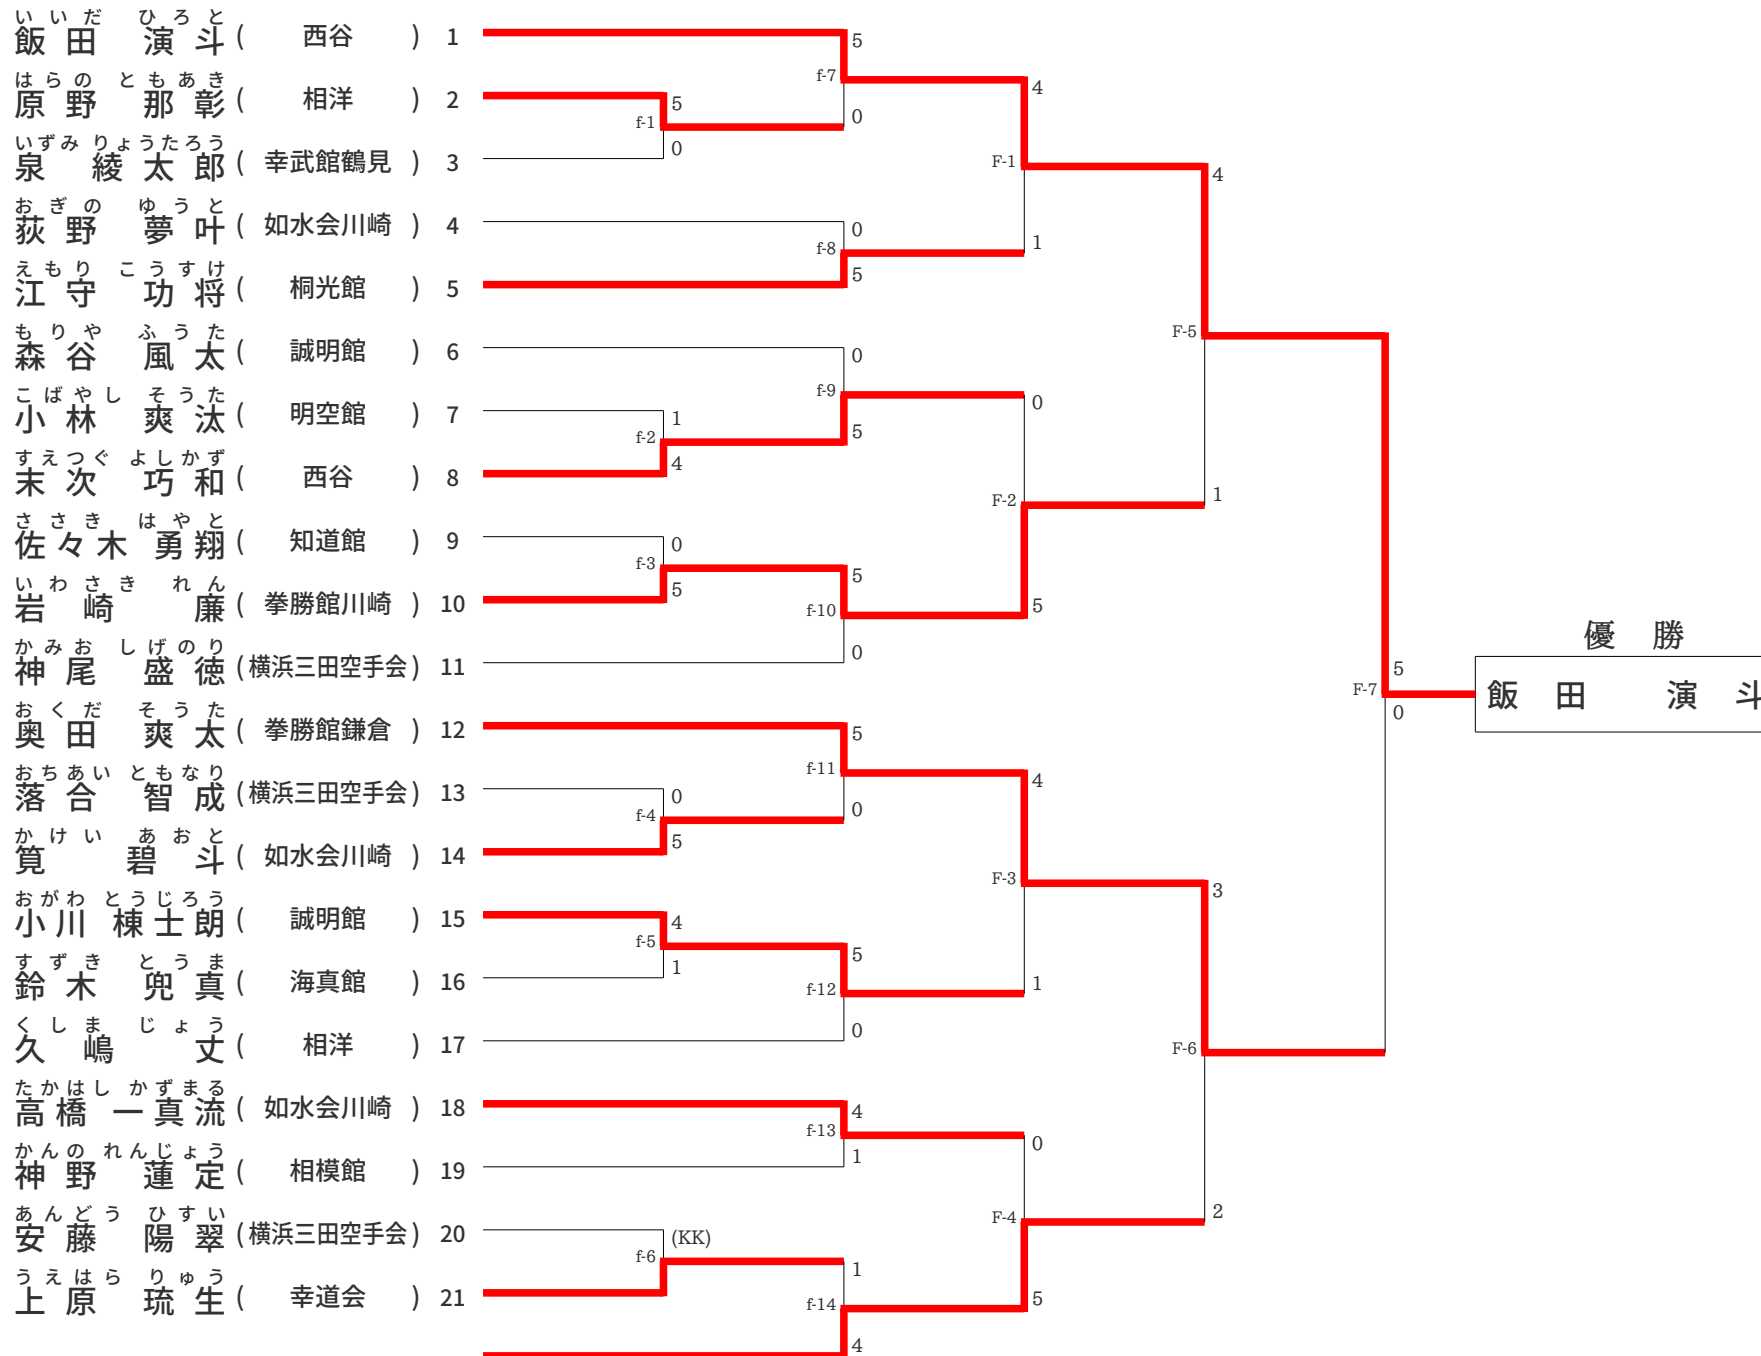 いいだ ひろと
飯田 演斗 ( 西谷 ) 1
はらの ともあき
原野 那彰 ( 相洋 ) 2
いずみ りょうたろう
泉 綾太郎 ( 幸武館鶴見 ) 3
おぎの ゆうと
荻野 夢叶 ( 如水会川崎 ) 4
えもり こうすけ
江守 功将 ( 桐光館 ) 5
もりや ふうた
森谷 風太 ( 誠明館 ) 6
こばやし そうた
小林 爽汰 ( 明空館 ) 7
すえつぐ よしかず
末次 巧和 ( 西谷 ) 8
ささき はやと
佐々木 勇翔 ( 知道館 ) 9
いわさき れん
岩崎 廉 ( 拳勝館川崎 ) 10
かみお しげのり
神尾 盛徳 (横浜三田空手会) 11
おくだ そうた
奥田 爽太 ( 拳勝館鎌倉 ) 12
おちあい ともなり
落合 智成 (横浜三田空手会) 13
かけい あおと
筧 碧斗 ( 如水会川崎 ) 14
おがわ とうじろう
小川 棟士朗 ( 誠明館 ) 15
すずき とうま
鈴木 兜真 ( 海真館 ) 16
くしま じょう
久嶋 丈 ( 相洋 ) 17
たかはし かずまる
高橋 一真流 ( 如水会川崎 ) 18
かんの れんじょう
神野 蓮定 ( 相模館 ) 19
あんどう ひすい
安藤 陽翠 (横浜三田空手会) 20
うえはら りゅう
上原 琉生 ( 幸道会 ) 21
5
f-1
0
1
f-2
4
0
f-3
5
0
f-4
5
4
f-5
1
(KK)
f-6
5
f-7
0
0
f-8
5
0
f-9
5
5
f-10
0
5
f-11
0
5
f-12
0
4
f-13
1
1
f-14
4
4
F-1
1
0
F-2
5
4
F-3
1
0
F-4
5
4
F-5
1
3
F-6
2
5
F-7
0
優 勝
飯 田 演 斗